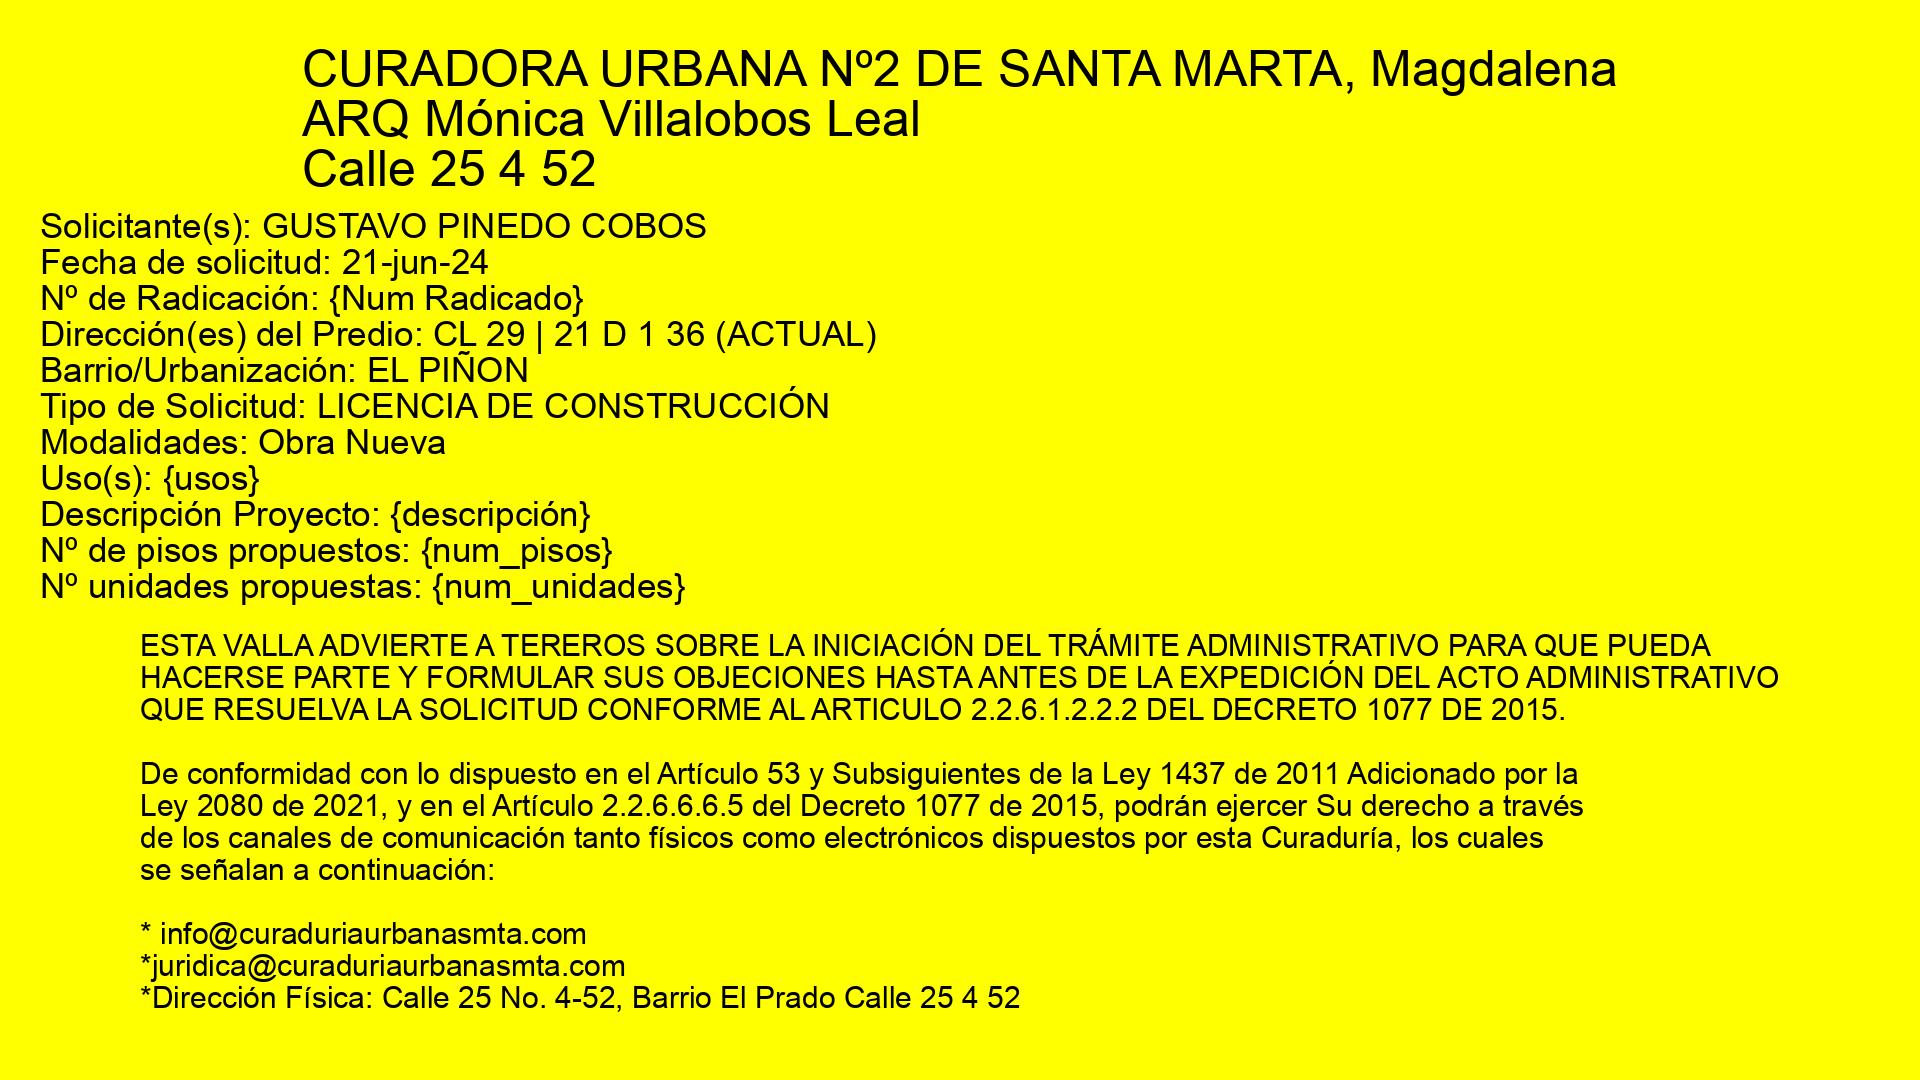 CURADORA URBANA Nº2 DE SANTA MARTA, Magdalena
ARQ Mónica Villalobos Leal
Calle 25 4 52
Solicitante(s): GUSTAVO PINEDO COBOS
Fecha de solicitud: 21-jun-24
Nº de Radicación: {Num Radicado}
Dirección(es) del Predio: CL 29 | 21 D 1 36 (ACTUAL)
Barrio/Urbanización: EL PIÑON
Tipo de Solicitud: LICENCIA DE CONSTRUCCIÓN
Modalidades: Obra Nueva
Uso(s): {usos}
Descripción Proyecto: {descripción}
Nº de pisos propuestos: {num_pisos}
Nº unidades propuestas: {num_unidades}
ESTA VALLA ADVIERTE A TEREROS SOBRE LA INICIACIÓN DEL TRÁMITE ADMINISTRATIVO PARA QUE PUEDA
HACERSE PARTE Y FORMULAR SUS OBJECIONES HASTA ANTES DE LA EXPEDICIÓN DEL ACTO ADMINISTRATIVO
QUE RESUELVA LA SOLICITUD CONFORME AL ARTICULO 2.2.6.1.2.2.2 DEL DECRETO 1077 DE 2015.
De conformidad con lo dispuesto en el Artículo 53 y Subsiguientes de la Ley 1437 de 2011 Adicionado por la
Ley 2080 de 2021, y en el Artículo 2.2.6.6.6.5 del Decreto 1077 de 2015, podrán ejercer Su derecho a través
de los canales de comunicación tanto físicos como electrónicos dispuestos por esta Curaduría, los cuales
se señalan a continuación:
* info@curaduriaurbanasmta.com
*juridica@curaduriaurbanasmta.com
*Dirección Física: Calle 25 No. 4-52, Barrio El Prado Calle 25 4 52